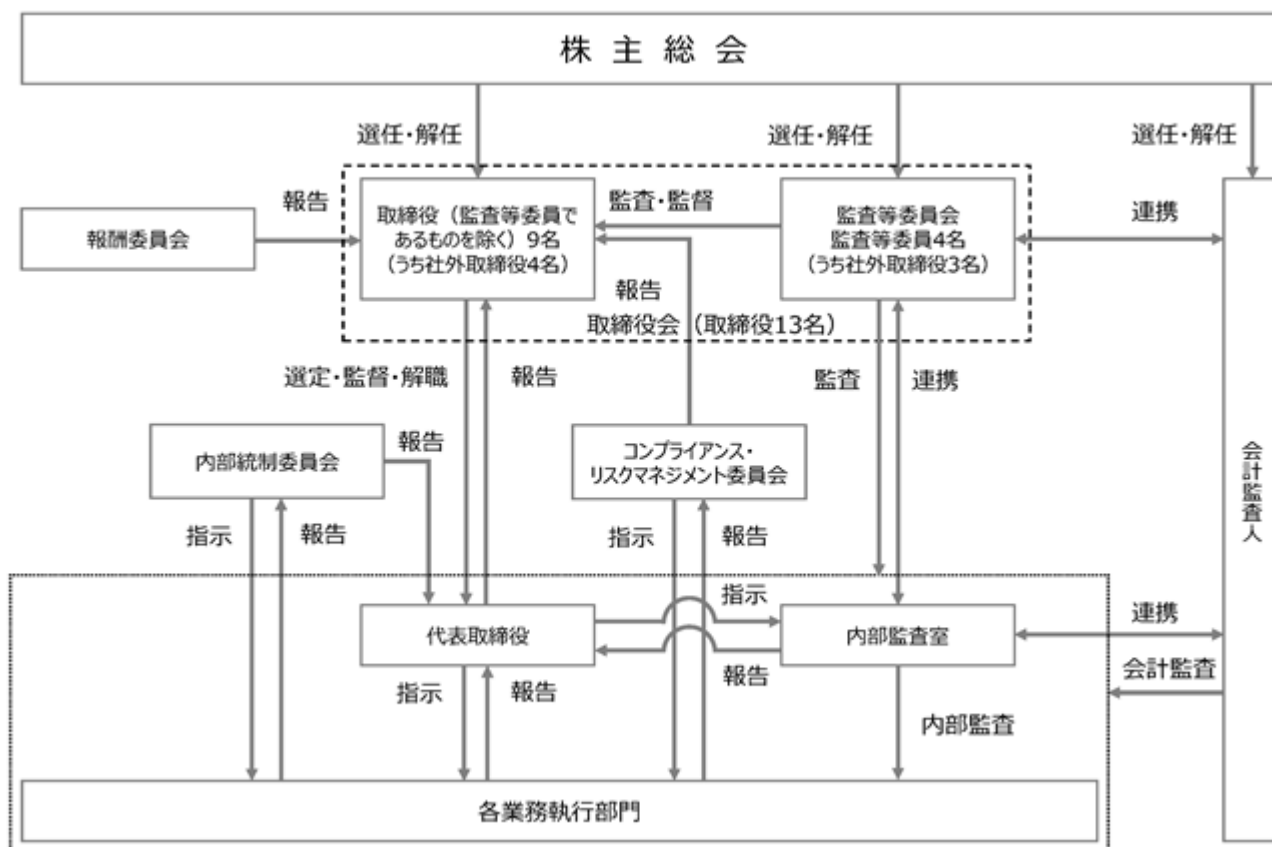 株主総会
選任・解任
選任・解任
選任・解任
報酬委員会
報告
取締役（監査等委員で
あるものを除く）9名
（うち社外取締役4名）
監査・監督
監査等委員会
監査等委員4名
（うち社外取締役3名）
連携
報告
取締役会（取締役13名）
選定・監督・解職
報告
監査
連携
内部統制委員会
報告
コンプライアンス・
リスクマネジメント委員会
会計監査人
指示
報告
指示
報告
代表取締役
指示
報告
内部監査室
連携
会計監査
指示
報告
内部監査
各業務執行部門